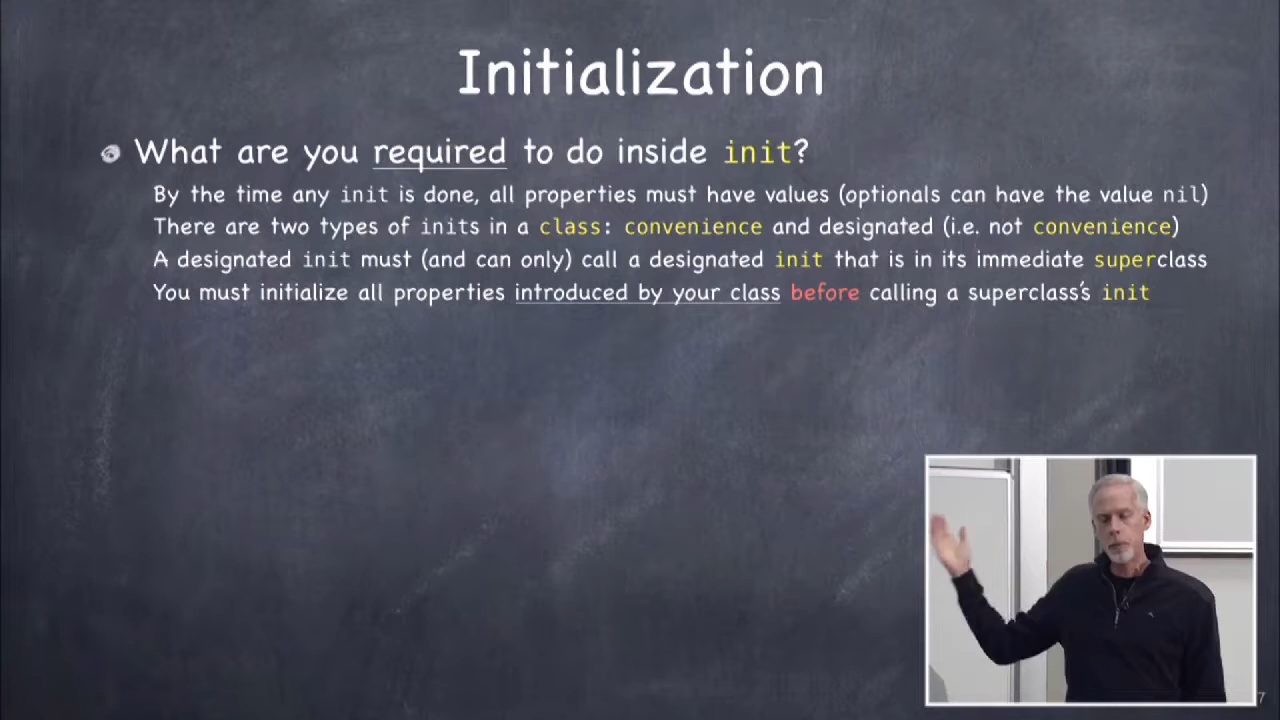 Initialization
What are you required to do inside init?
By the time any init is done, all properties must have values (optionals can have the value nil)
There are two types of inits in a class: convenience and designated (i.e. not convenience)
A designated init must (and can only) call a designated init that is in its immediate superclass
You must initialize all properties introduced by your class before calling a superclass's init